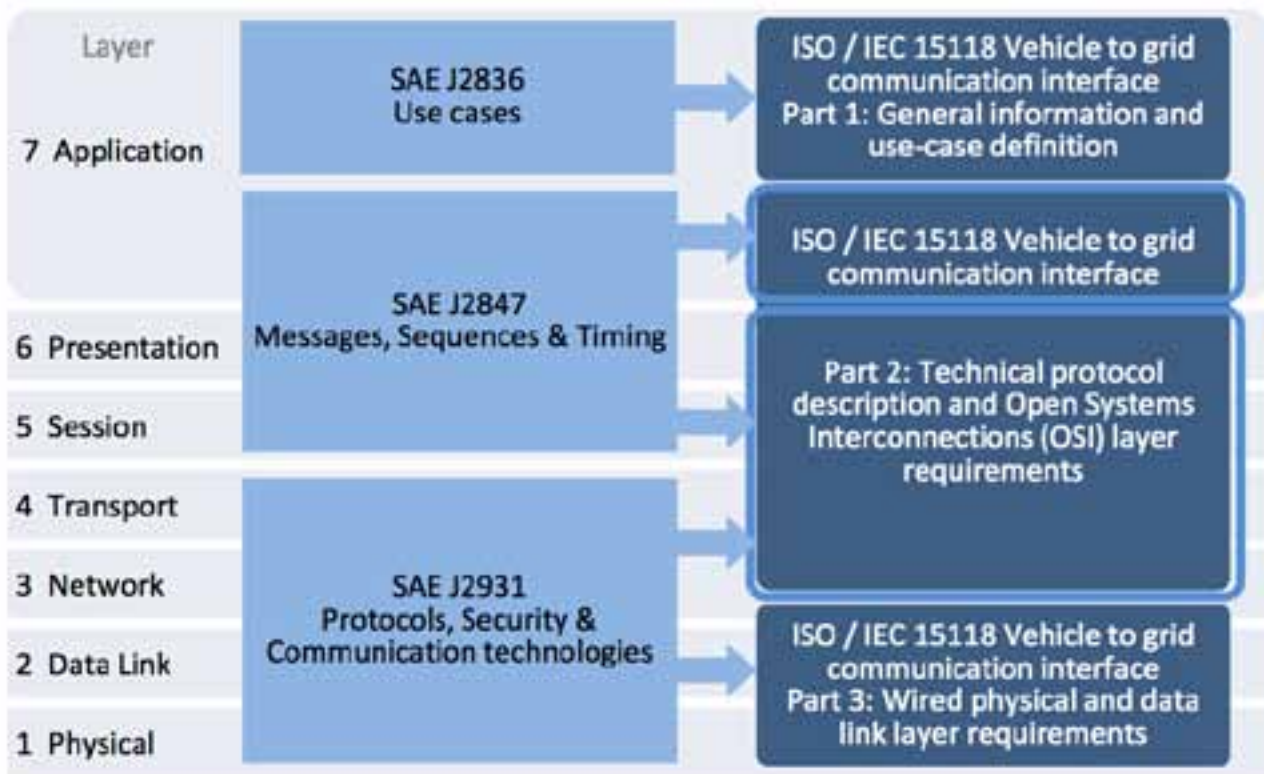 Layer
7 Application
6 Presentation
5 Session
4 Transport
3 Network
2 Data Link
1 Physical
SAE J2836
Use cases
SAE J2847
Messages, Sequences & Timing
SAE J2931
Protocols, Security &
Communication technologies
ISO / IEC 15118 Vehicle to grid
communication interface
Part 1: General information and
use-case definition
ISO / IEC 15118 Vehicle to grid
communication interface
Part 2: Technical protocol
description and Open Systems
Interconnections (OSI) layer
requirements
ISO / IEC 15118 Vehicle to grid
communication interface
Part 3: Wired physical and data
link layer requirements